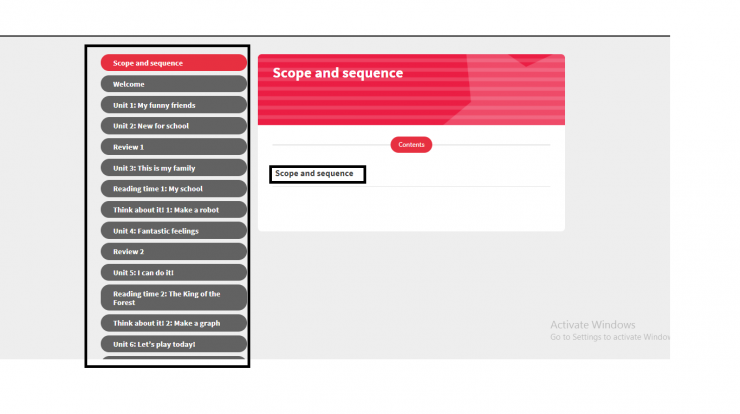 Scope and sequence
Welcome
Unit 1: My funny friends
Unit 2: New for school
Review 1
Unit 3: This is my family
Reading time 1: My school
Think about it! 1: Make a robot
Unit 4: Fantastic feelings
Review 2
Unit 5: I can do it!
Reading time 2: The King of the
Forest
Think about it! 2: Make a graph
Unit 6: Let's play today!
Scope and sequence
Contents
Scope and sequence
Activate Windows
Go to Settings to activate